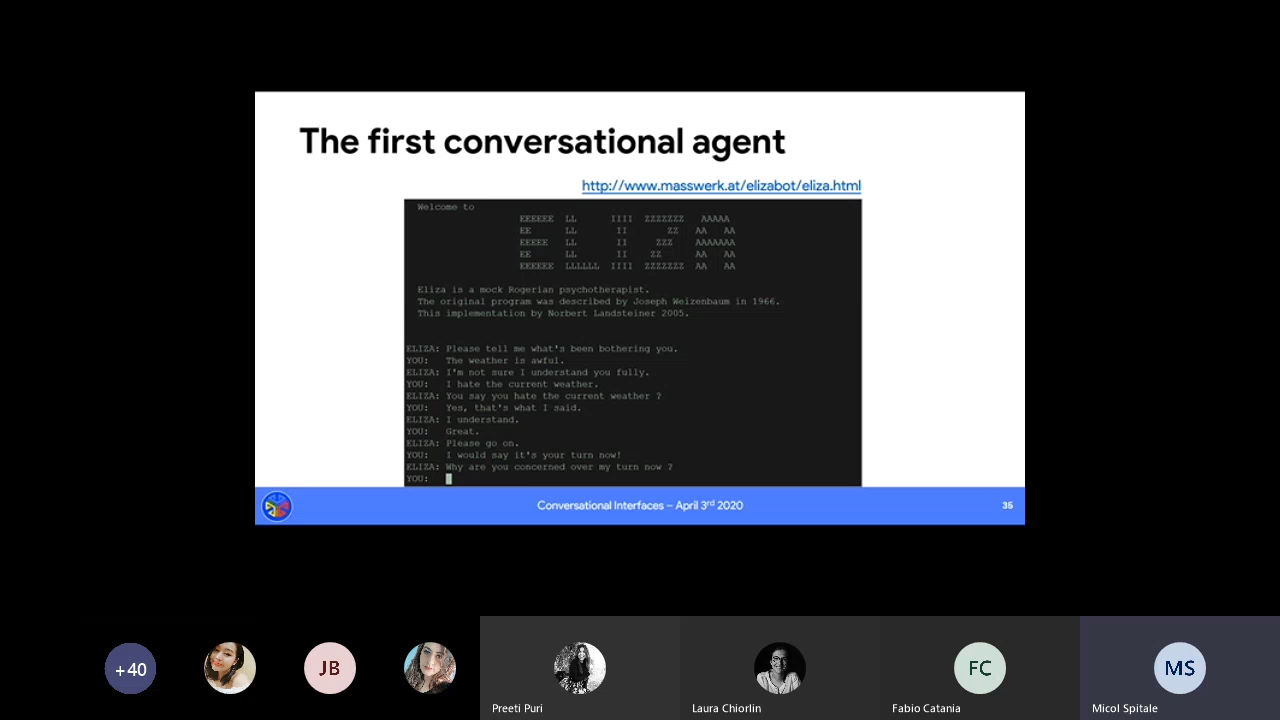 The first conversational agent
http://www.masswerk.at/elizabot/eliza.html
Welcome to
EEEEEE LL IIII ZZZZZZZ AAAAA
EE LL II ZZ AA AA
EEEEE LL II ZZZ AAAAAAA
EE LL II ZZ AA AA
EEEEEE LLLLLL IIII ZZZZZZZ AA AA
Eliza is a mock Rogerian psychotherapist.
The original program was described by Joseph Weizenbaum in 1966.
This implementation by Norbert Landsteiner 2005.
ELIZA: Please tell me what's been bothering you.
YOU: The weather is awful.
ELIZA: I'm not sure I understand you fully.
YOU: I hate the current weather.
ELIZA: You say you hate the current weather ?
YOU: Yes, that's what I said.
ELIZA: I understand.
YOU: Great.
ELIZA: Please go on.
YOU: I would say it's your turn now!
ELIZA: Why are you concerned over my turn now ?
YOU:
Conversational Interfaces – April 3rd 2020
35
+40
JB
FC
MS
Preeti Puri
Laura Chiorlin
Fabio Catania
Micol Spitale